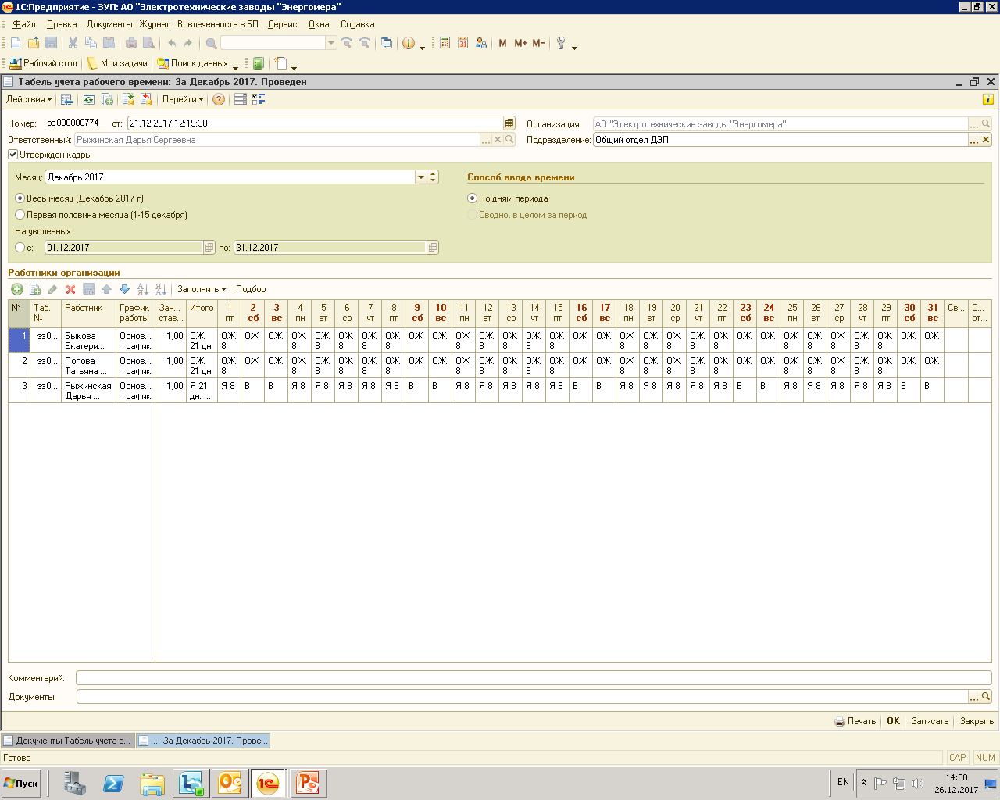 1С:Предприятие - ЗУП: АО "Электротехнические заводы "Энергомера"
Файл Правка Документы Журнал Вовлеченность в БП Сервис Окна Справка
M M+ M-
Рабочий стол Мои задачи Поиск данных
Табель учета рабочего времени: За Декабрь 2017. Проведен
Действия Перейти
Номер: зэ000000774 от: 21.12.2017 12:19:38 Организация: АО "Электротехнические заводы "Энергомера"
Ответственный: Рыжинская Дарья Сергеевна Подразделение: Общий отдел ДЭП
Утвержден кадры
Месяц: Декабрь 2017 Способ ввода времени
Весь месяц (Декабрь 2017 г) По дням периода
Первая половина месяца (1-15 декабря) Сводно, в целом за период
На уволенных
с: 01.12.2017 по: 31.12.2017
Работники организации
Заполнить Подбор
№ Таб. Работник График Зан... Итого 1 2 3 4 5 6 7 8 9 10 11 12 13 14 15 16 17 18 19 20 21 22 23 24 25 26 27 28 29 30 31 Св... С...
№ работы став... пт сб вс пн вт ср чт пт сб вс пн вт ср чт пт сб вс пн вт ср чт пт сб вс пн вт ср чт пт сб вс от...
1 зэ0... Быкова Основ... 1,00 ОЖ ОЖ ОЖ ОЖ ОЖ ОЖ ОЖ ОЖ ОЖ ОЖ ОЖ ОЖ ОЖ ОЖ ОЖ ОЖ ОЖ ОЖ ОЖ ОЖ ОЖ ОЖ ОЖ ОЖ ОЖ ОЖ ОЖ ОЖ ОЖ ОЖ ОЖ ОЖ
Екатери... график 21 дн. 8 8 8 8 8 8 8 8 8 8 8 8 8 8 8 8 8 8 8 8 8
2 зэ0... Попова Основ... 1,00 ОЖ ОЖ ОЖ ОЖ ОЖ ОЖ ОЖ ОЖ ОЖ ОЖ ОЖ ОЖ ОЖ ОЖ ОЖ ОЖ ОЖ ОЖ ОЖ ОЖ ОЖ ОЖ ОЖ ОЖ ОЖ ОЖ ОЖ ОЖ ОЖ ОЖ ОЖ ОЖ
Татьяна ... график 21 дн. 8 8 8 8 8 8 8 8 8 8 8 8 8 8 8 8 8 8 8 8 8
3 зэ0... Рыжинская Основ... 1,00 Я 21 Я 8 В В Я 8 Я 8 Я 8 Я 8 Я 8 В В Я 8 Я 8 Я 8 Я 8 Я 8 В В Я 8 Я 8 Я 8 Я 8 Я 8 В В Я 8 Я 8 Я 8 Я 8 Я 8 В В
Дарья ... график дн. ...
Комментарий:
Документы:
Печать OK Записать Закрыть
Документы Табель учета р... ...: За Декабрь 2017. Прове...
Готово CAP NUM
Пуск EN 14:58
26.12.2017